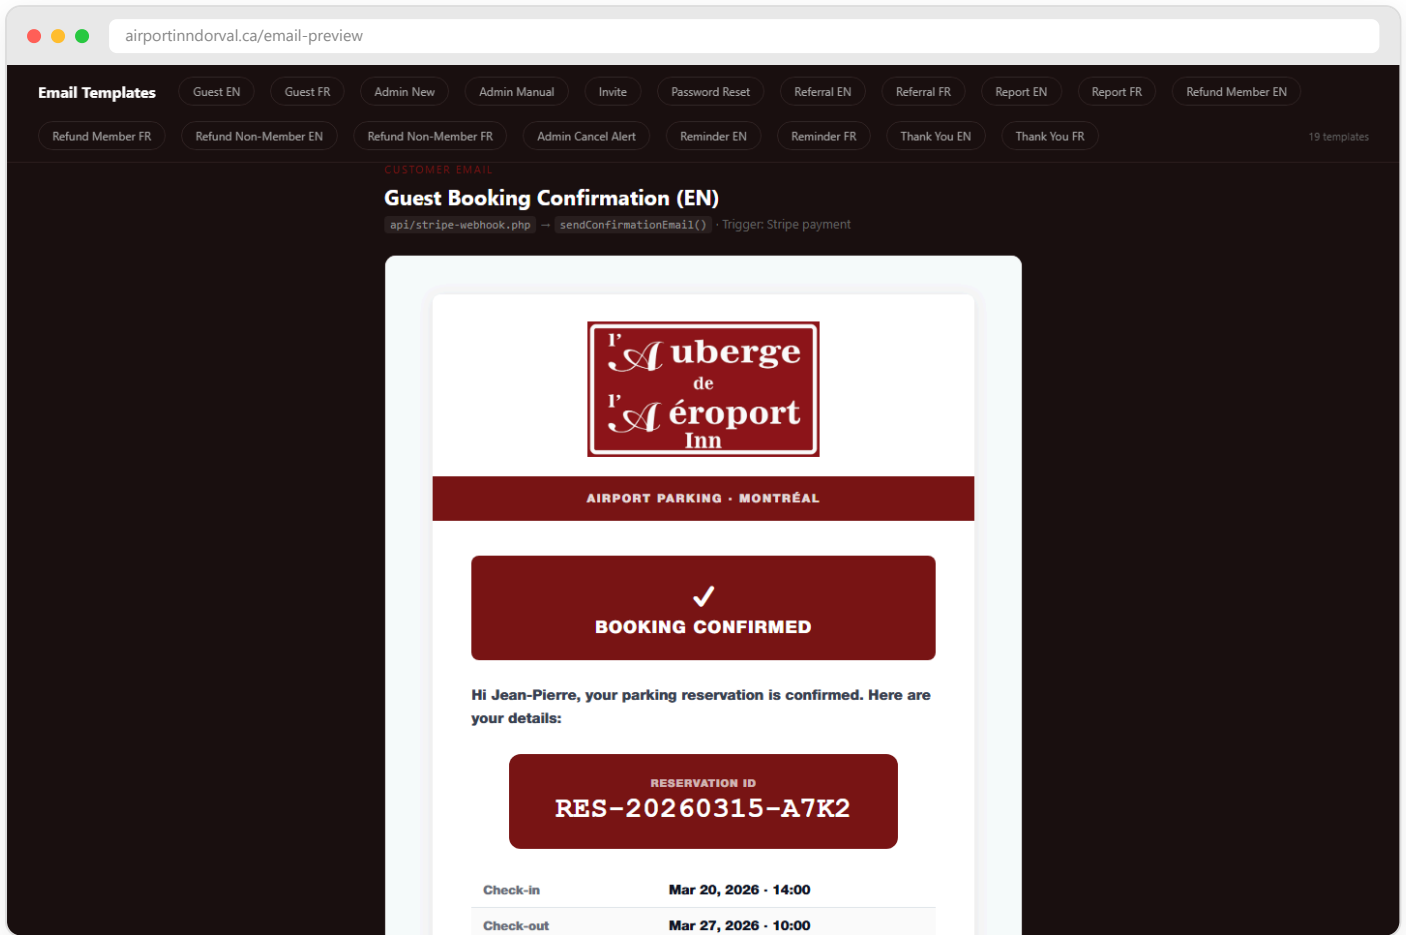 airportinndorval.ca/email-preview
Email Templates
Guest EN
Guest FR
Admin New
Admin Manual
Invite
Password Reset
Referral EN
Referral FR
Report EN
Report FR
Refund Member EN
Refund Member FR
Refund Non-Member EN
Refund Non-Member FR
Admin Cancel Alert
Reminder EN
Reminder FR
Thank You EN
Thank You FR
19 templates
CUSTOMER EMAIL
Guest Booking Confirmation (EN)
api/stripe-webhook.php → sendConfirmationEmail() · Trigger: Stripe payment
l'Auberge
de
l'Aéroport
Inn
AIRPORT PARKING · MONTRÉAL
✓
BOOKING CONFIRMED
Hi Jean-Pierre, your parking reservation is confirmed. Here are
your details:
RESERVATION ID
RES-20260315-A7K2
Check-in Mar 20, 2026 · 14:00
Check-out Mar 27, 2026 · 10:00